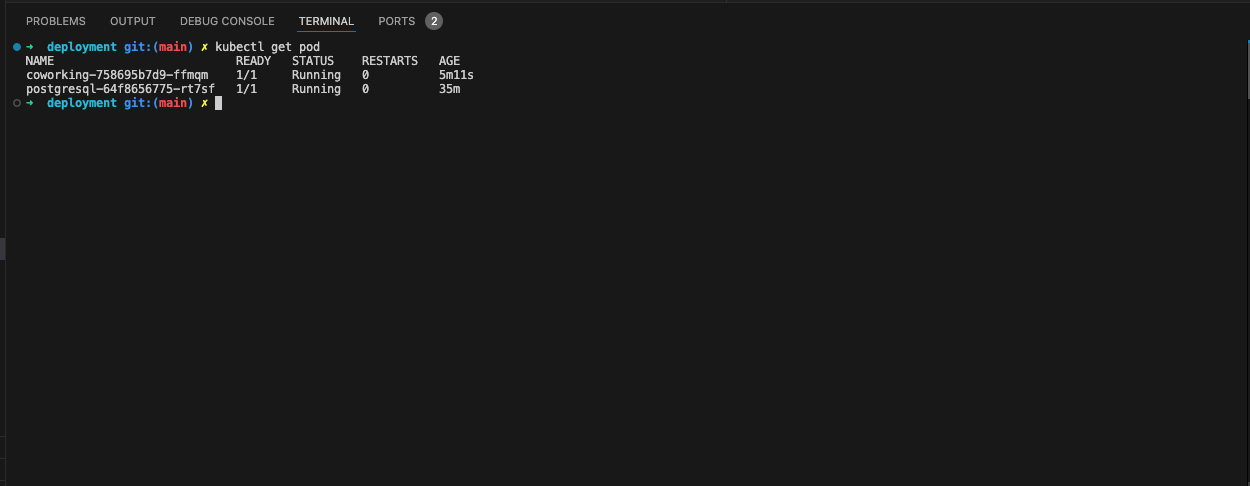 PROBLEMS OUTPUT DEBUG CONSOLE TERMINAL PORTS 2
➜ deployment git:(main) ✗ kubectl get pod
NAME READY STATUS RESTARTS AGE
coworking-758695b7d9-ffmqm 1/1 Running 0 5m11s
postgresql-64f8656775-rt7sf 1/1 Running 0 35m
➜ deployment git:(main) ✗